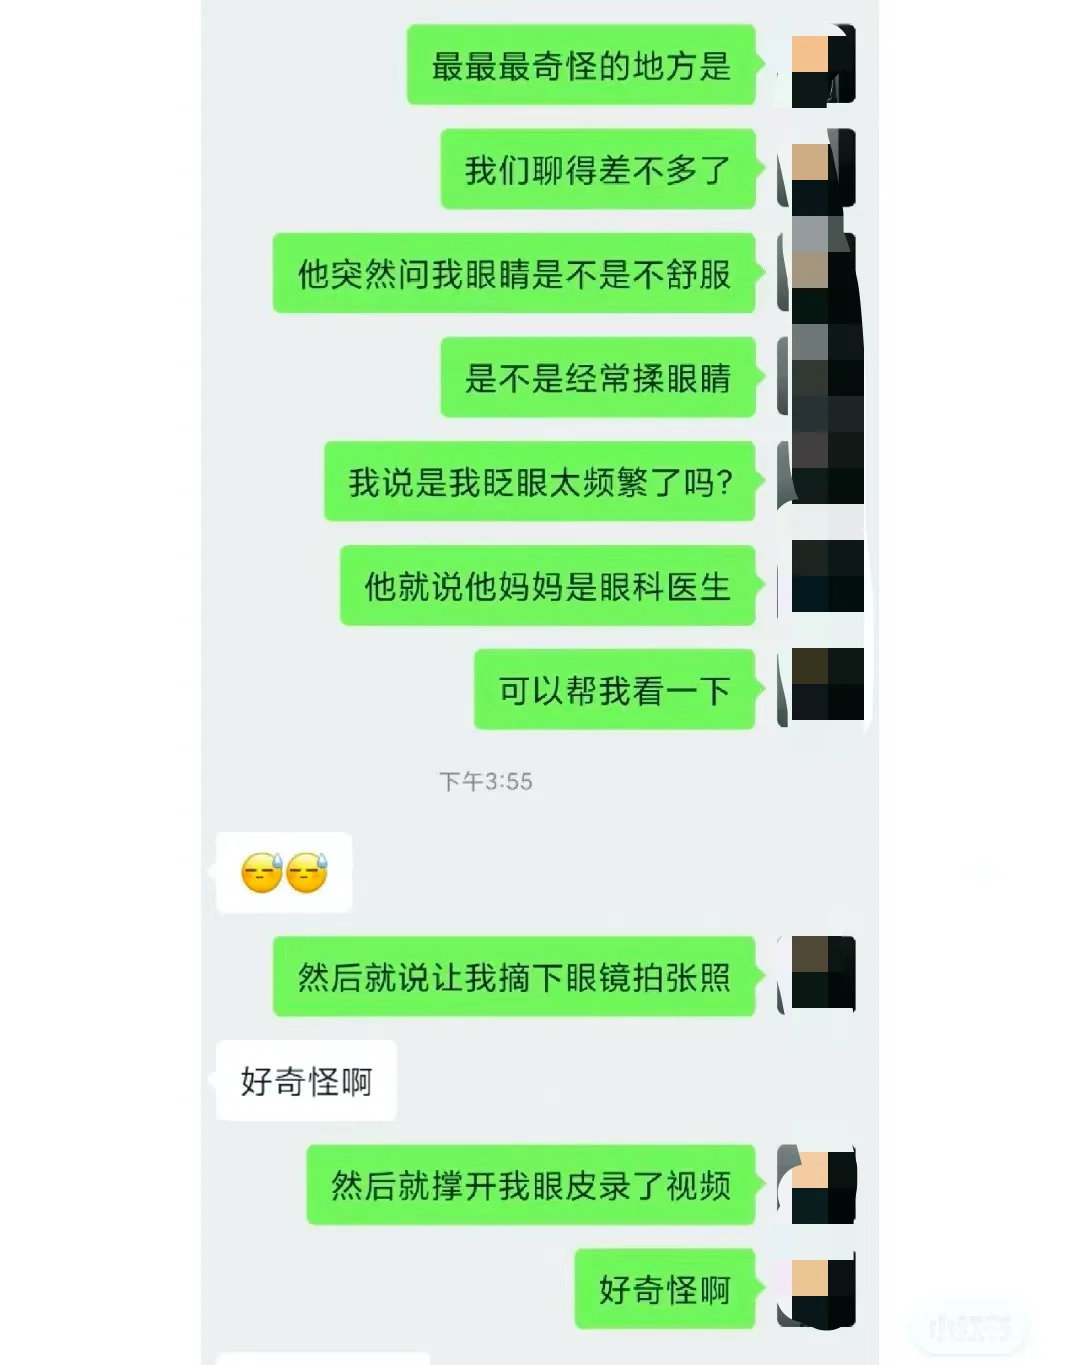 最最最奇怪的地方是
我们聊得差不多了
他突然问我眼睛是不是不舒服
是不是经常揉眼睛
我说是我眨眼太频繁了吗?
他就说他妈妈是眼科医生
可以帮我看一下
下午3:55
😓😓
然后就说让我摘下眼镜拍张照
好奇怪啊
然后就撑开我眼皮录了视频
好奇怪啊